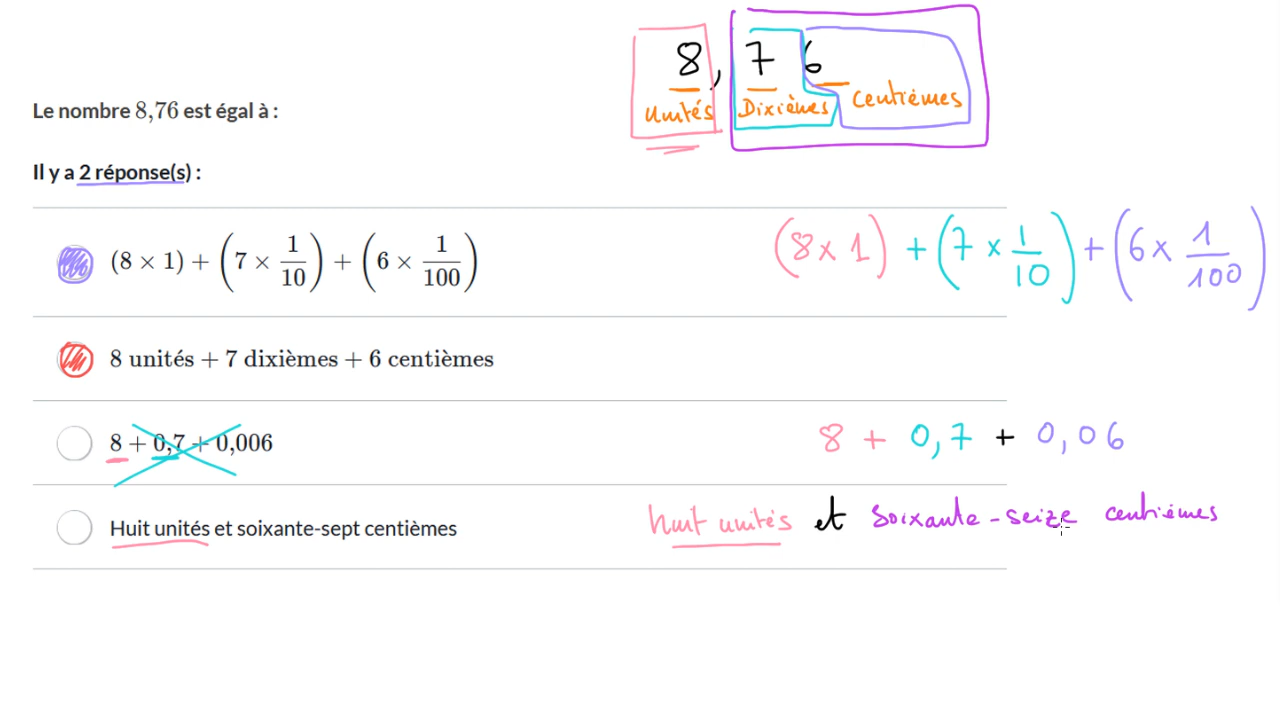 8,76
Unités Dixièmes Centièmes
Le nombre 8,76 est égal à :
Il y a 2 réponse(s) :
(8 × 1) + (7 × 1/10) + (6 × 1/100)
(8 × 1) + (7 × 1/10) + (6 × 1/100)
8 unités + 7 dixièmes + 6 centièmes
8 + 0,7 + 0,006
8 + 0,7 + 0,06
Huit unités et soixante-sept centièmes
huit unités et soixante-seize centièmes